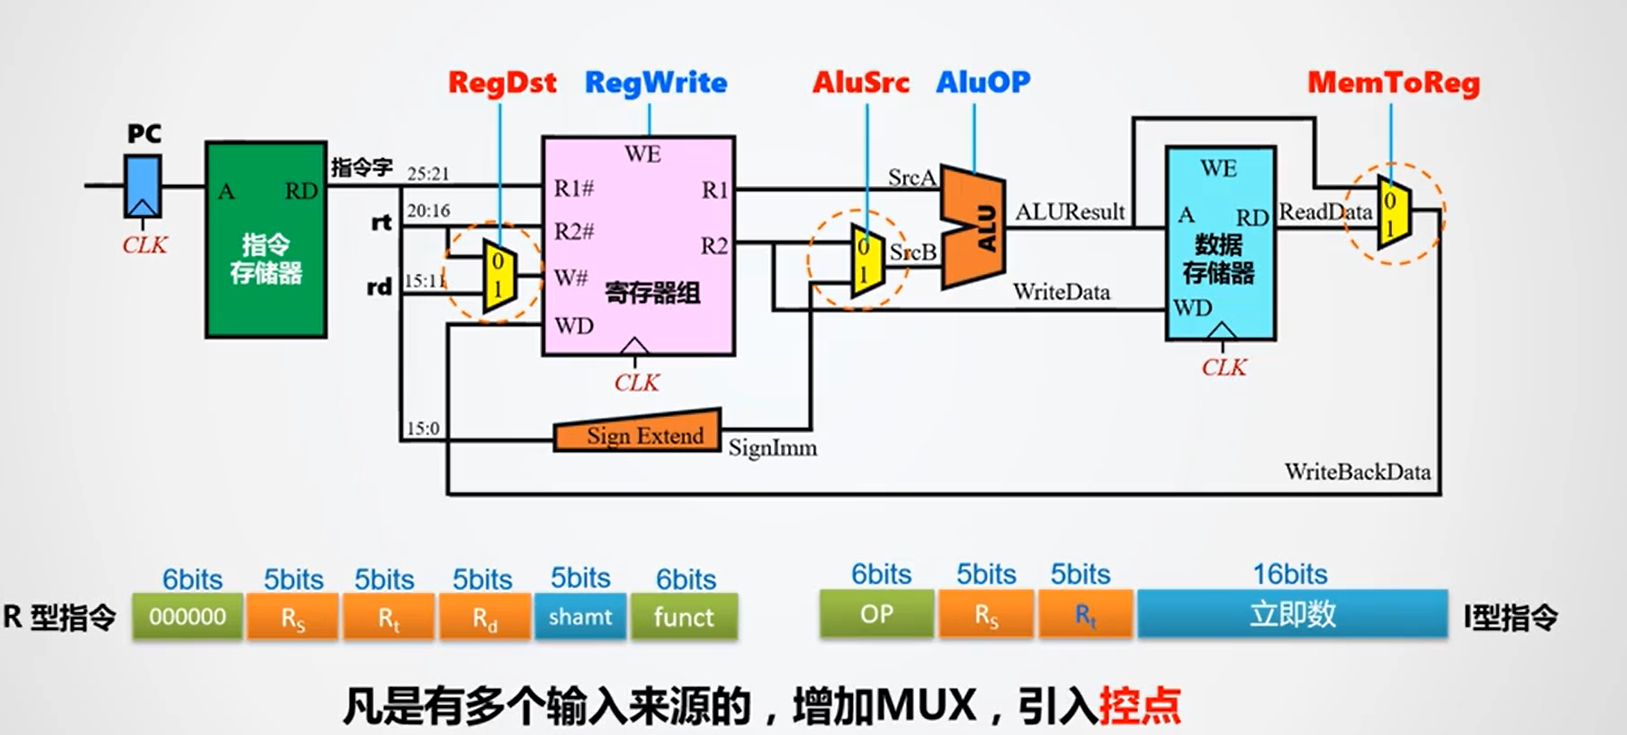 RegDst RegWrite AluSrc AluOP MemToReg
PC
CLK
A RD
指令
存储器
指令字
25:21
20:16
rt
rd
15:11
15:0
0
1
WE
R1#
R2#
W#
WD
R1
R2
寄存器组
CLK
Sign Extend
SignImm
0
1
SrcA
SrcB
ALU
ALUResult
WriteData
WE
A RD
数据
存储器
WD
CLK
ReadData
0
1
WriteBackData
6bits 5bits 5bits 5bits 5bits 6bits
R 型指令 000000 Rs Rt Rd shamt funct
6bits 5bits 5bits 16bits
OP Rs Rt 立即数 I型指令
凡是有多个输入来源的，增加MUX，引入控点